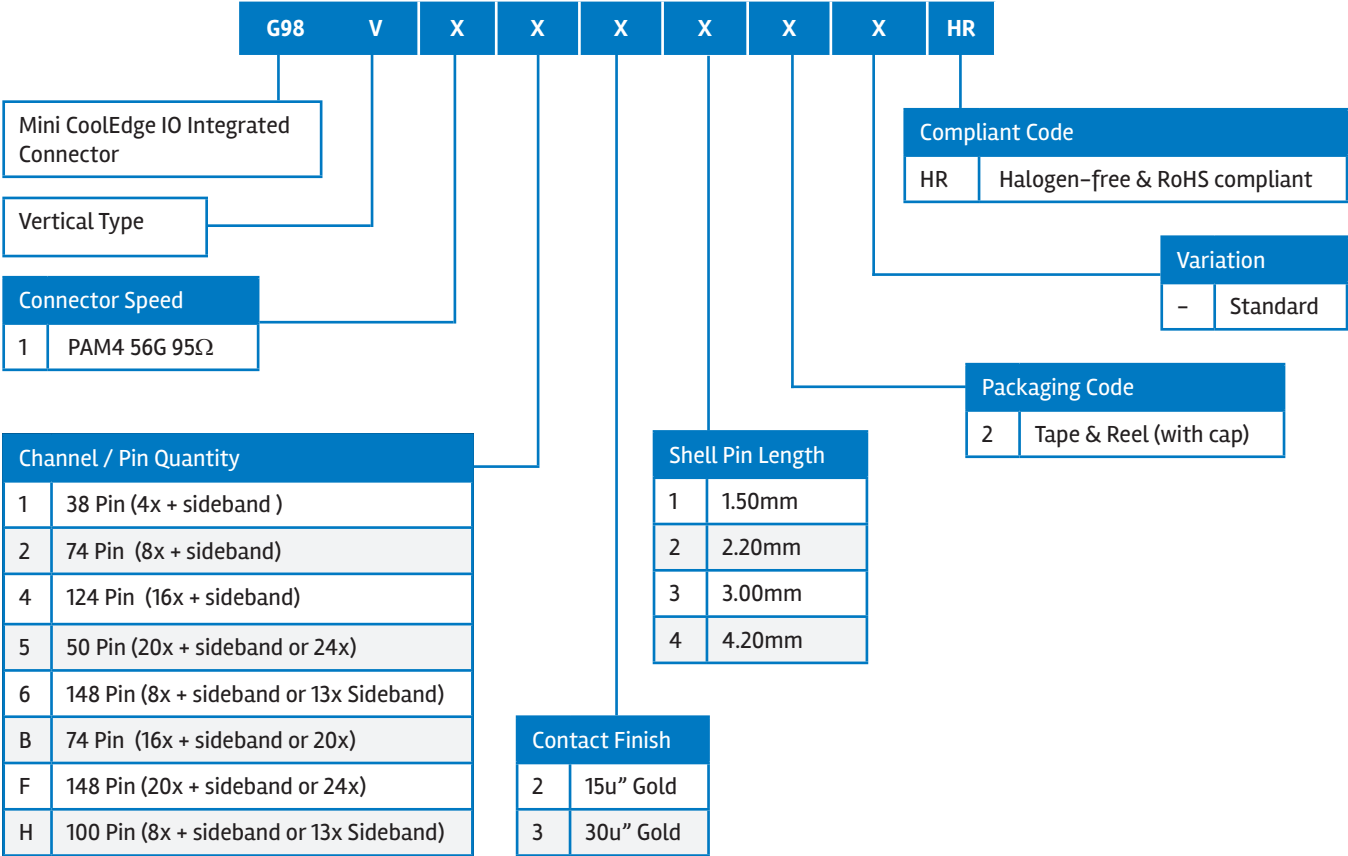 G98 V X X X X X X HR
Mini CoolEdge IO Integrated
Connector
Vertical Type
Connector Speed
1 PAM4 56G 95Ω
Channel / Pin Quantity
1 38 Pin (4x + sideband )
2 74 Pin (8x + sideband)
4 124 Pin (16x + sideband)
5 50 Pin (20x + sideband or 24x)
6 148 Pin (8x + sideband or 13x Sideband)
B 74 Pin (16x + sideband or 20x)
F 148 Pin (20x + sideband or 24x)
H 100 Pin (8x + sideband or 13x Sideband)
Contact Finish
2 15u” Gold
3 30u” Gold
Shell Pin Length
1 1.50mm
2 2.20mm
3 3.00mm
4 4.20mm
Packaging Code
2 Tape & Reel (with cap)
Variation
– Standard
Compliant Code
HR Halogen-free & RoHS compliant